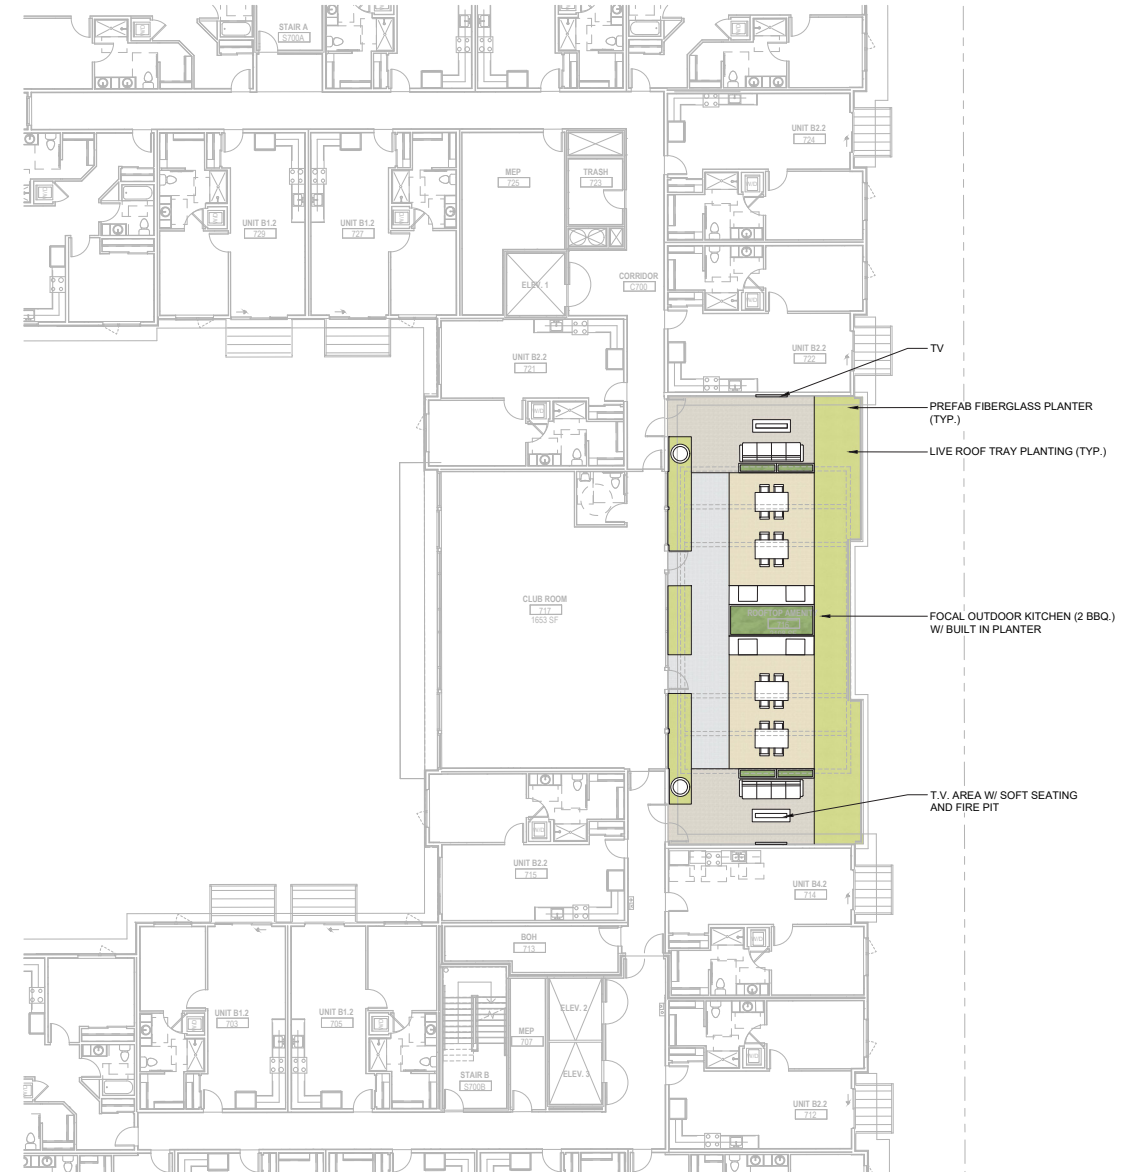 STAIR A
S700A
UNIT B2.2
724
MEP
725
TRASH
723
UNIT B1.2
729
UNIT B1.2
727
ELEV. 1
CORRIDOR
C700
UNIT B2.2
721
UNIT B2.2
722
TV
PREFAB FIBERGLASS PLANTER
(TYP.)
LIVE ROOF TRAY PLANTING (TYP.)
CLUB ROOM
717
1653 SF
FOCAL OUTDOOR KITCHEN (2 BBQ.)
W/ BUILT IN PLANTER
T.V. AREA W/ SOFT SEATING
AND FIRE PIT
UNIT B2.2
715
UNIT B4.2
714
BOH
713
UNIT B1.2
703
UNIT B1.2
705
ELEV. 2
MEP
707
STAIR B
S700B
ELEV. 3
UNIT B2.2
712